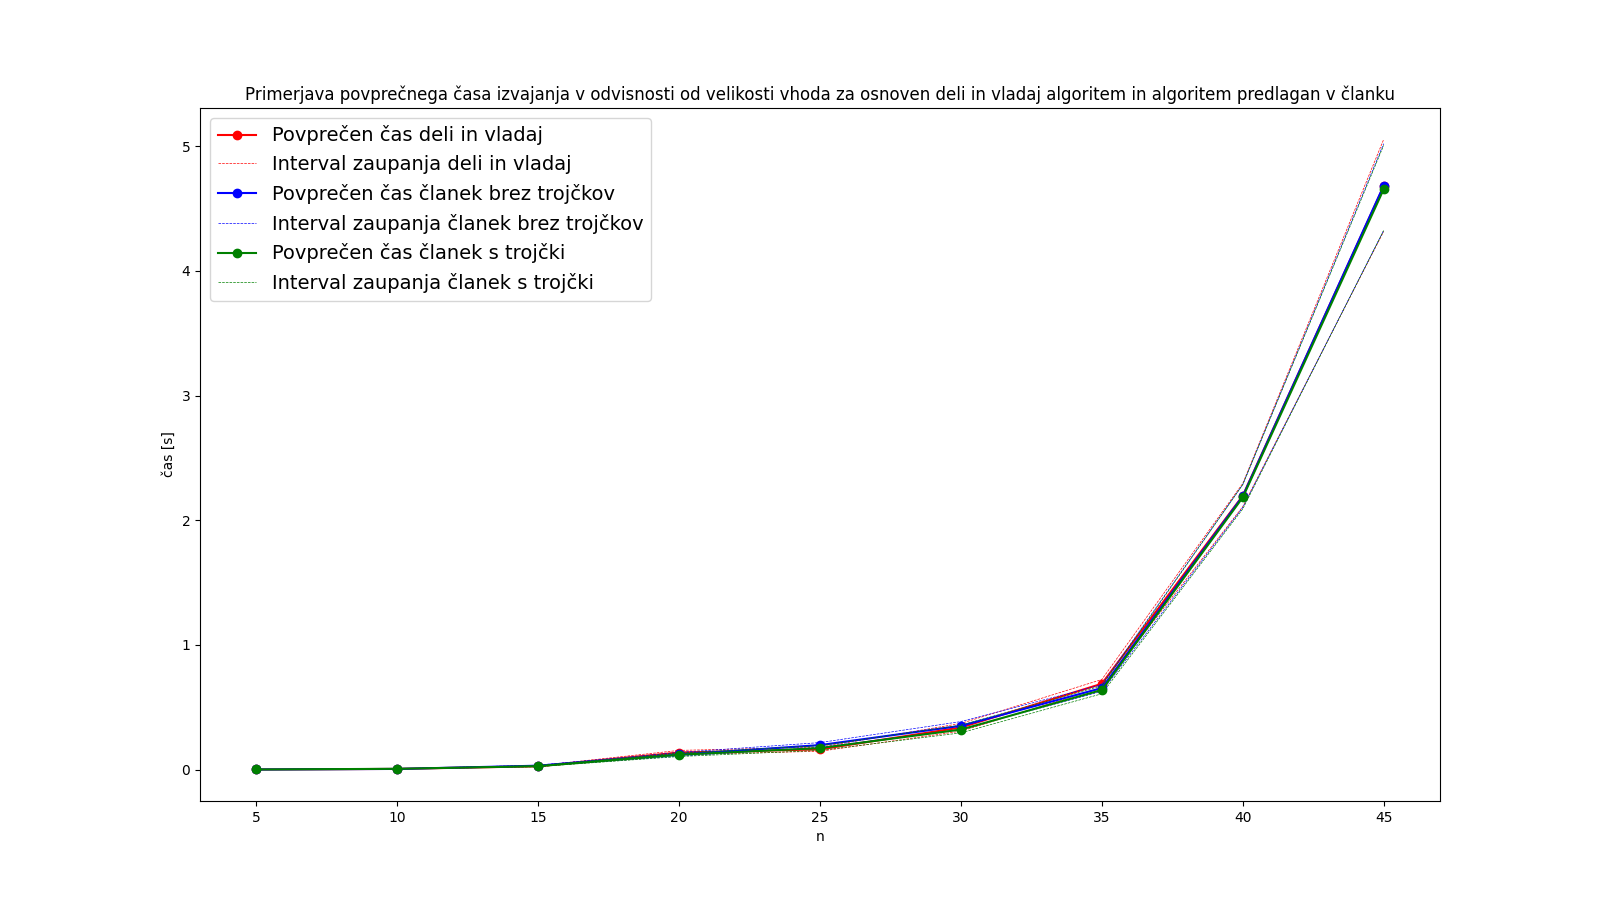 Primerjava povprečnega časa izvajanja v odvisnosti od velikosti vhoda za osnoven deli in vladaj algoritem in algoritem predlagan v članku
Povprečen čas deli in vladaj
Interval zaupanja deli in vladaj
Povprečen čas članek brez trojčkov
Interval zaupanja članek brez trojčkov
Povprečen čas članek s trojčki
Interval zaupanja članek s trojčki
5
4
3
2
1
0
čas [s]
5 10 15 20 25 30 35 40 45
n